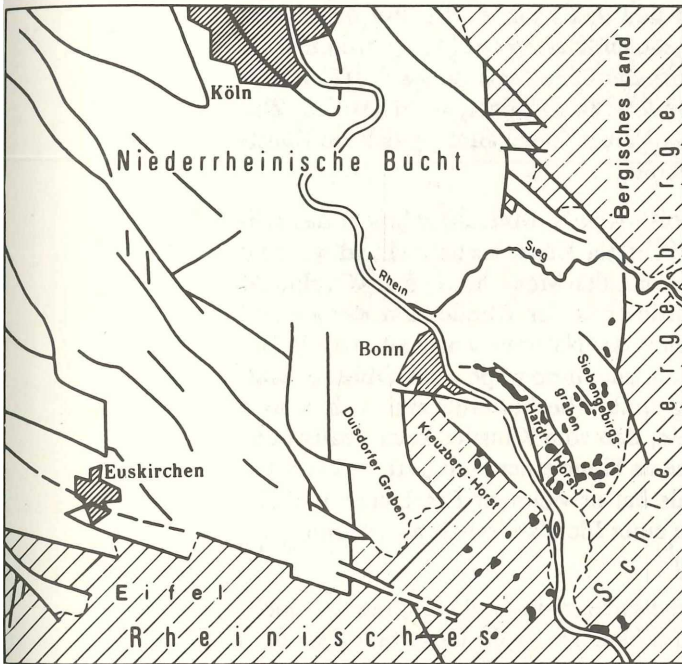 Köln
Niederrheinische Bucht
Bergisches Land
Sieg
Rhein
Bonn
Siebengebirgs
graben
Hardt-
Horst
Duisdorfer Graben
Kreuzberg-Horst
Euskirchen
Eifel
Rheinisches
Schiefergebirge